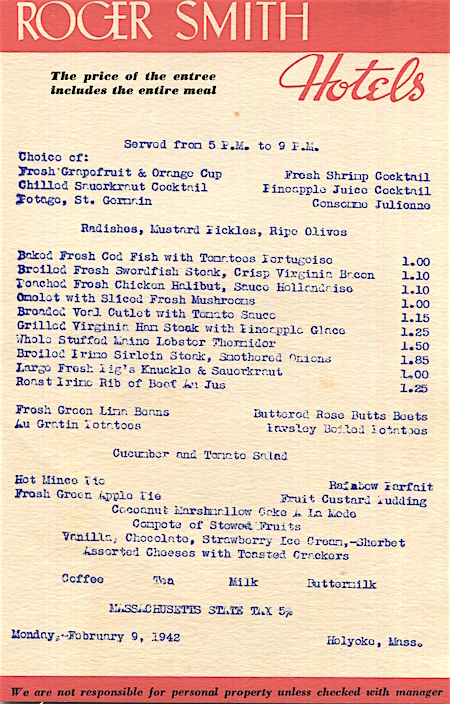 ROGER SMITH
Hotels
The price of the entree
includes the entire meal
Served from 5 P.M. to 9 P.M.
Choice of:
Fresh Grapefruit & Orange Cup Fresh Shrimp Cocktail
Chilled Sauerkraut Cocktail Pineapple Juice Cocktail
Potage, St. Germain Consome Julienne
Radishes, Mustard Pickles, Ripe Olives
Baked Fresh Cod Fish with Tomatoes Portugoise 1.00
Broiled Fresh Swordfish Steak, Crisp Virginia Bacon 1.10
Poached Fresh Chicken Halibut, Sauce Hollandaise 1.10
Omelet with Sliced Fresh Mushrooms 1.00
Breaded Veal Cutlet with Tomato Sauce 1.15
Grilled Virginia Ham Steak with Pineapple Glace 1.25
Whole Stuffed Maine Lobster Thermidor 1.50
Broiled Prime Sirloin Steak, Smothered Onions 1.85
Large Fresh Pig's Knuckle & Sauerkraut 1.00
Roast Prime Rib of Beef Au Jus 1.25
Fresh Green Lima Beans Buttered Rose Butts Beets
Au Gratin Potatoes Parsley Boiled Potatoes
Cucumber and Tomato Salad
Hot Mince Pie Rainbow Parfait
Fresh Green Apple Pie Fruit Custard Pudding
Cocoanut Marshmallow Cake A La Mode
Compote of Stewed Fruits
Vanilla, Chocolate, Strawberry Ice Cream,-Sherbet
Assorted Cheeses with Toasted Crackers
Coffee Tea Milk Buttermilk
MASSACHUSETTS STATE TAX 5%
Monday,-February 9, 1942 Holyoke, Mass.
We are not responsible for personal property unless checked with manager